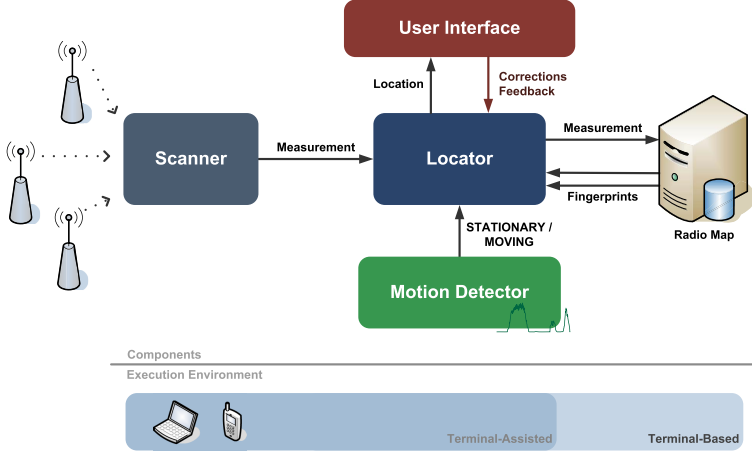 User Interface
Location
Corrections
Feedback
Scanner
Measurement
Locator
Measurement
Fingerprints
Radio Map
STATIONARY /
MOVING
Motion Detector
Components
Execution Environment
Terminal-Assisted
Terminal-Based